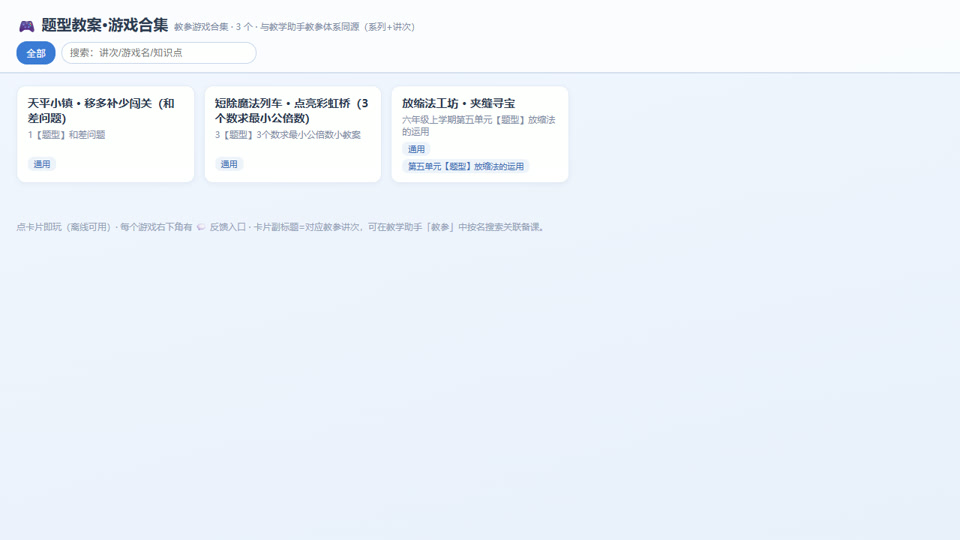 题型教案•游戏合集 教参游戏合集 · 3 个 · 与教学助手教参体系同源（系列+讲次）
全部 搜索：讲次/游戏名/知识点
天平小镇 • 移多补少闯关（和
差问题）
1【题型】和差问题
通用
短除魔法列车 • 点亮彩虹桥（3
个数求最小公倍数）
3【题型】3个数求最小公倍数小教案
通用
放缩法工坊 • 夹缝寻宝
六年级上学期第五单元【题型】放缩法
的运用
通用
第五单元【题型】放缩法的运用
点卡片即玩（离线可用）· 每个游戏右下角有 反馈入口 · 卡片副标题=对应教参讲次，可在教学助手「教参」中按名搜索关联备课。